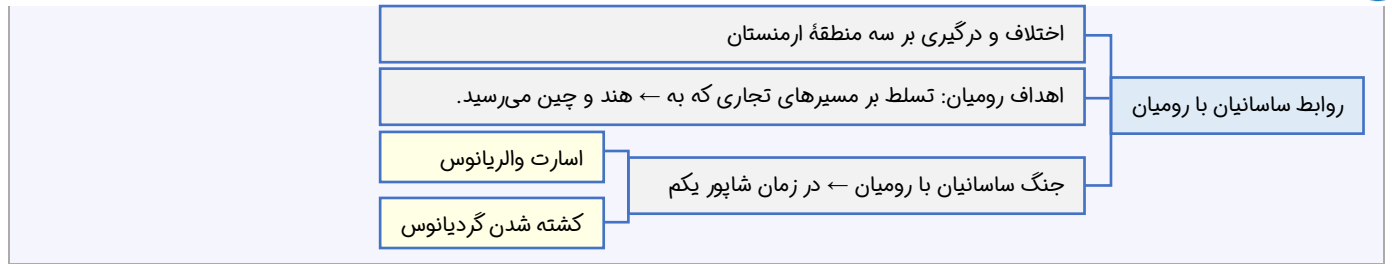 روابط ساسانیان با رومیان
اختلاف و درگیری بر سه منطقهٔ ارمنستان
اهداف رومیان: تسلط بر مسیرهای تجاری که به ← هند و چین می‌رسید.
جنگ ساسانیان با رومیان ← در زمان شاپور یکم
اسارت والریانوس
کشته شدن گردیانوس